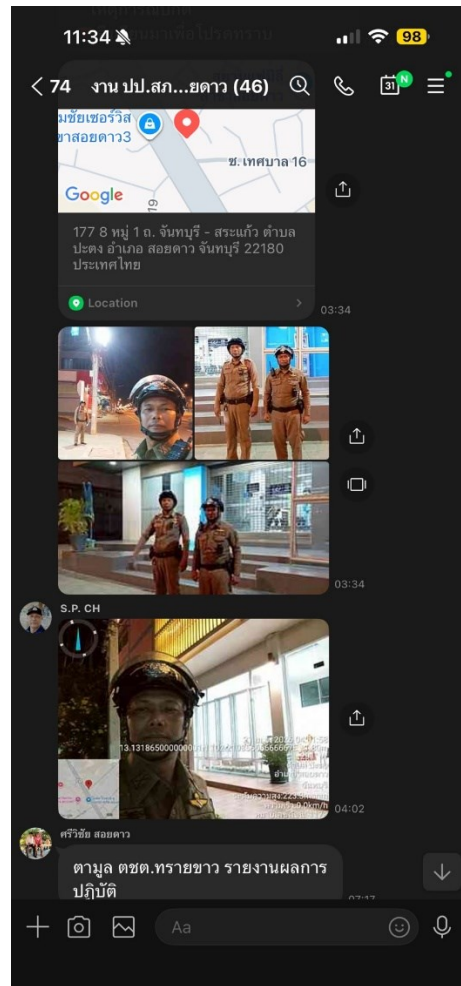 11:34
98
74 งาน ปป.สภ...ยดาว (46)
31 N
มชัยเซอร์วิส
ขาสอยดาว3
ซ. เทศบาล 16
Google
19
177 8 หมู่ 1 ถ. จันทบุรี - สระแก้ว ตำบล
ปะตง อำเภอ สอยดาว จันทบุรี 22180
ประเทศไทย
Location
03:34
03:34
S.P. CH
04:02
ศรีวิชัย สอยดาว
ตามูล ตชต.ทรายขาว รายงานผลการ
ปฏิบัติ
07:17
Aa